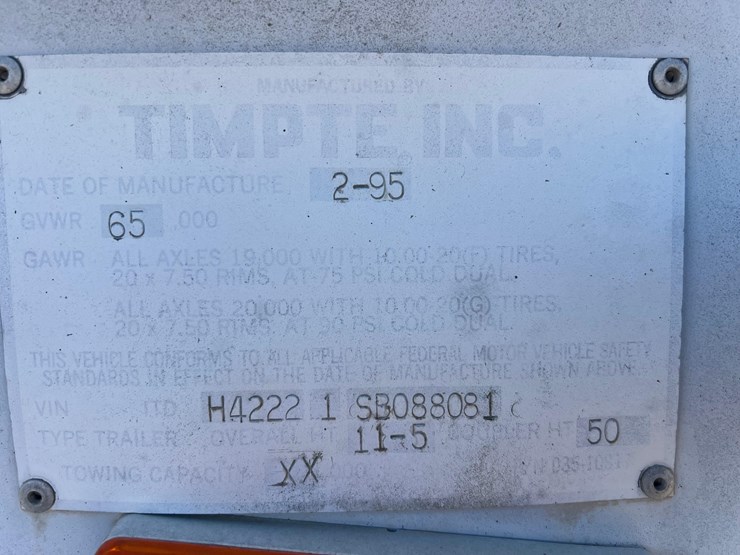 MANUFACTURED BY
TIMPTE, INC.
DATE OF MANUFACTURE 2-95
GVWR 65 ,000
GAWR ALL AXLES 19,000 WITH 10.00-20(F) TIRES,
20 x 7.50 RIMS, AT 75 PSI COLD DUAL.
ALL AXLES 20,000 WITH 10.00-20(G) TIRES,
20 x 7.50 RIMS, AT 90 PSI COLD DUAL.
THIS VEHICLE CONFORMS TO ALL APPLICABLE FEDERAL MOTOR VEHICLE SAFETY
STANDARDS IN EFFECT ON THE DATE OF MANUFACTURE SHOWN ABOVE.
VIN 1TD H4222 1 SB088081
TYPE TRAILER OVERALL HT 11-5 COUPLER HT 50
TOWING CAPACITY XX ,000